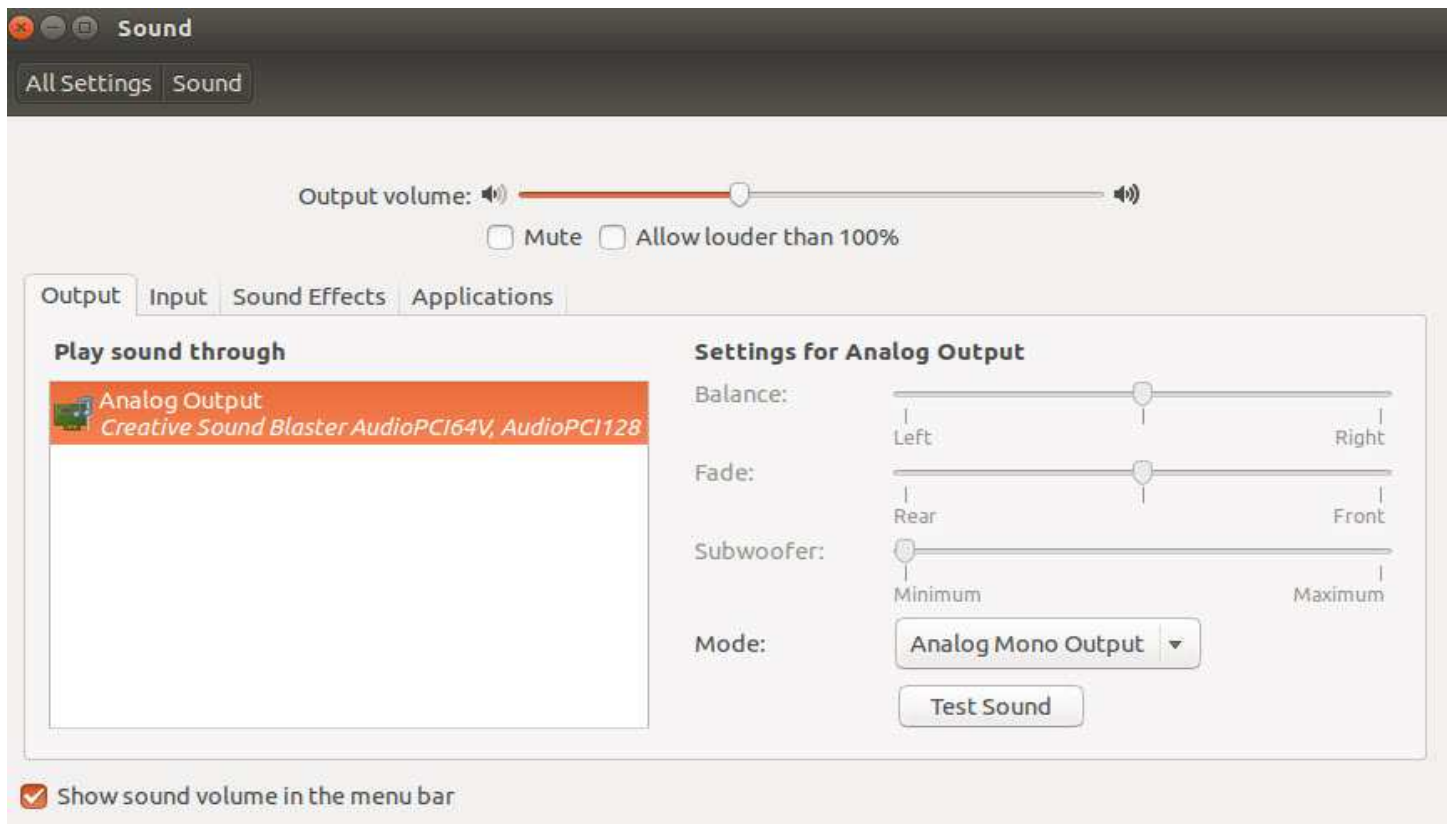 Sound
All Settings Sound
Output volume:
Mute Allow louder than 100%
Output Input Sound Effects Applications
Play sound through
Analog Output
Creative Sound Blaster AudioPCI64V, AudioPCI128
Settings for Analog Output
Balance:
Left Right
Fade:
Rear Front
Subwoofer:
Minimum Maximum
Mode: Analog Mono Output
Test Sound
Show sound volume in the menu bar